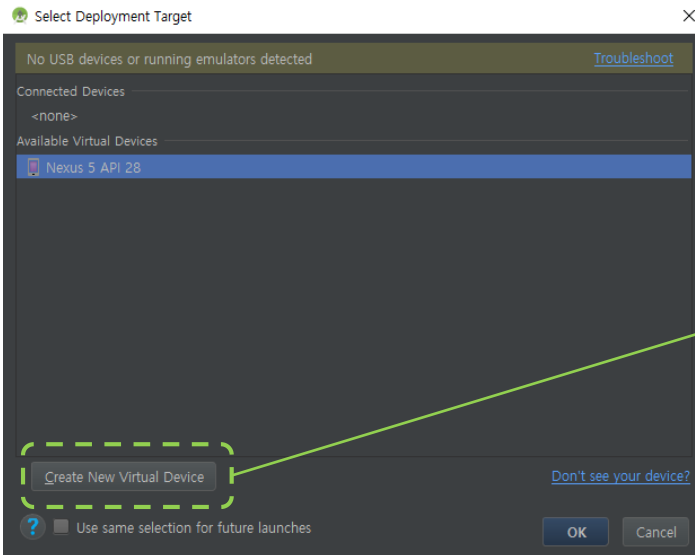 Select Deployment Target
No USB devices or running emulators detected Troubleshoot
Connected Devices
<none>
Available Virtual Devices
Nexus 5 API 28
Create New Virtual Device Don't see your device?
? Use same selection for future launches OK Cancel